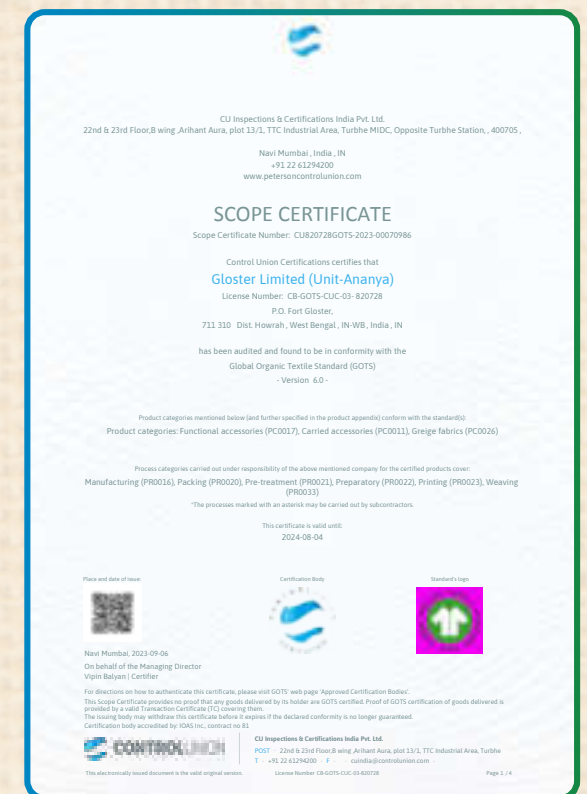 CU Inspections & Certifications India Pvt. Ltd.
22nd & 23rd Floor,B wing ,Arihant Aura, plot 13/1, TTC Industrial Area, Turbhe MIDC, Opposite Turbhe Station, , 400705 ,
Navi Mumbai , India , IN
+91 22 61294200
www.petersoncontrolunion.com
SCOPE CERTIFICATE
Scope Certificate Number: CU820728GOTS-2023-00070986
Control Union Certifications certifies that
Gloster Limited (Unit-Ananya)
License Number: CB-GOTS-CUC-03- 820728
P.O. Fort Gloster,
711 310 Dist. Howrah , West Bengal , IN-WB , India , IN
has been audited and found to be in conformity with the
Global Organic Textile Standard (GOTS)
- Version 6.0 -
Product categories mentioned below (and further specified in the product appendix) conform with the standard(s):
Product categories: Functional accessories (PC0017), Carried accessories (PC0011), Greige fabrics (PC0026)
Process categories carried out under responsibility of the above mentioned company for the certified products cover:
Manufacturing (PR0016), Packing (PR0020), Pre-treatment (PR0021), Preparatory (PR0022), Printing (PR0023), Weaving
(PR0033)
*The processes marked with an asterisk may be carried out by subcontractors.
This certificate is valid until:
2024-08-04
Place and date of issue:
Certification Body
Standard's logo
Navi Mumbai, 2023-09-06
On behalf of the Managing Director
Vipin Balyan | Certifier
For directions on how to authenticate this certificate, please visit GOTS' web page 'Approved Certification Bodies'.
This Scope Certificate provides no proof that any goods delivered by its holder are GOTS certified. Proof of GOTS certification of goods delivered is
provided by a valid Transaction Certificate (TC) covering them.
The issuing body may withdraw this certificate before it expires if the declared conformity is no longer guaranteed.
Certification body accredited by: IOAS Inc., contract no 81
CONTROLUNION
CU Inspections & Certifications India Pvt. Ltd.
POST · 22nd & 23rd Floor,B wing ,Arihant Aura, plot 13/1, TTC Industrial Area, Turbhe
T · +91 22 61294200 · F · · cuindia@controlunion.com
This electronically issued document is the valid original version
License Number CB-GOTS-CUC-03-820728
Page 1 / 4